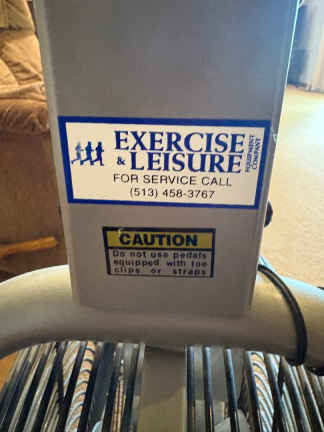 EXERCISE
& LEISURE
EQUIPMENT
COMPANY
FOR SERVICE CALL
(513) 458-3767
CAUTION
Do not use pedals
equipped with toe
clips or straps